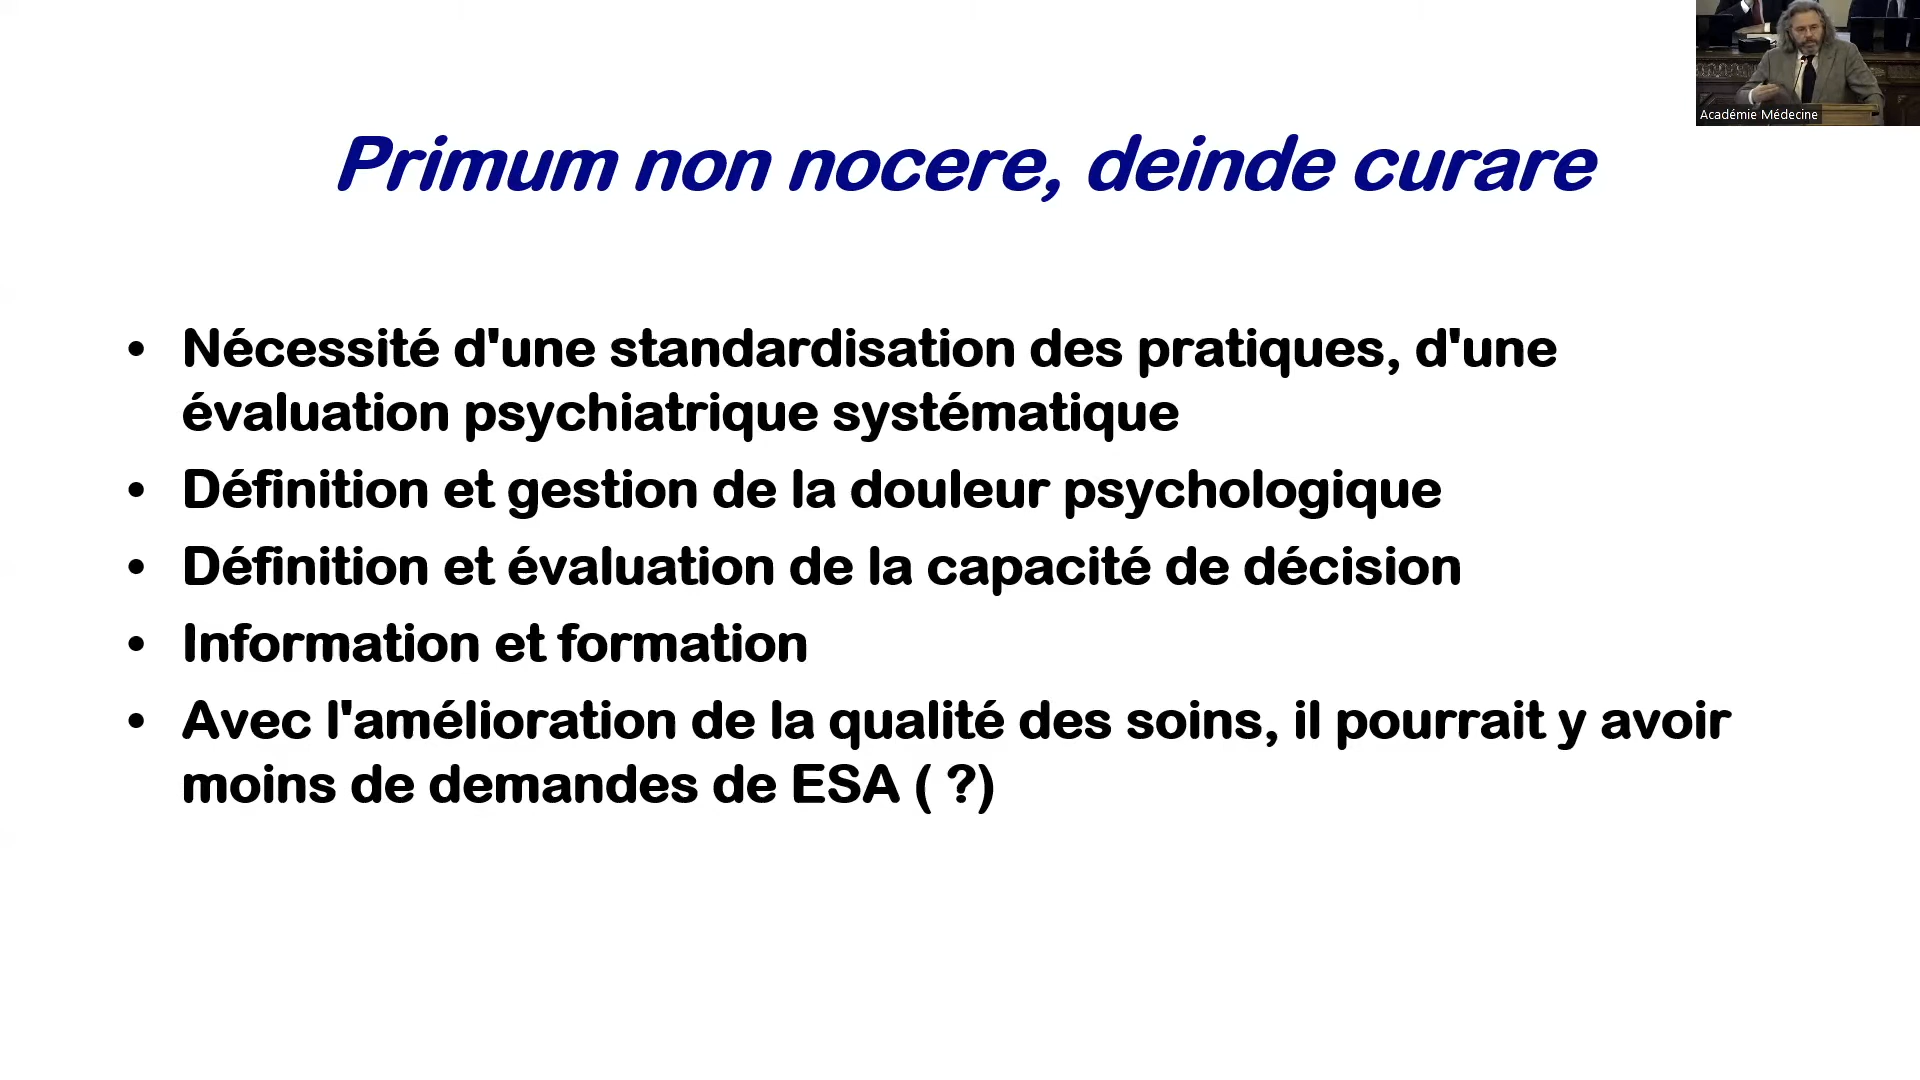 Académie Médecine
Primum non nocere, deinde curare
• Nécessité d'une standardisation des pratiques, d'une
évaluation psychiatrique systématique
• Définition et gestion de la douleur psychologique
• Définition et évaluation de la capacité de décision
• Information et formation
• Avec l'amélioration de la qualité des soins, il pourrait y avoir
moins de demandes de ESA ( ?)